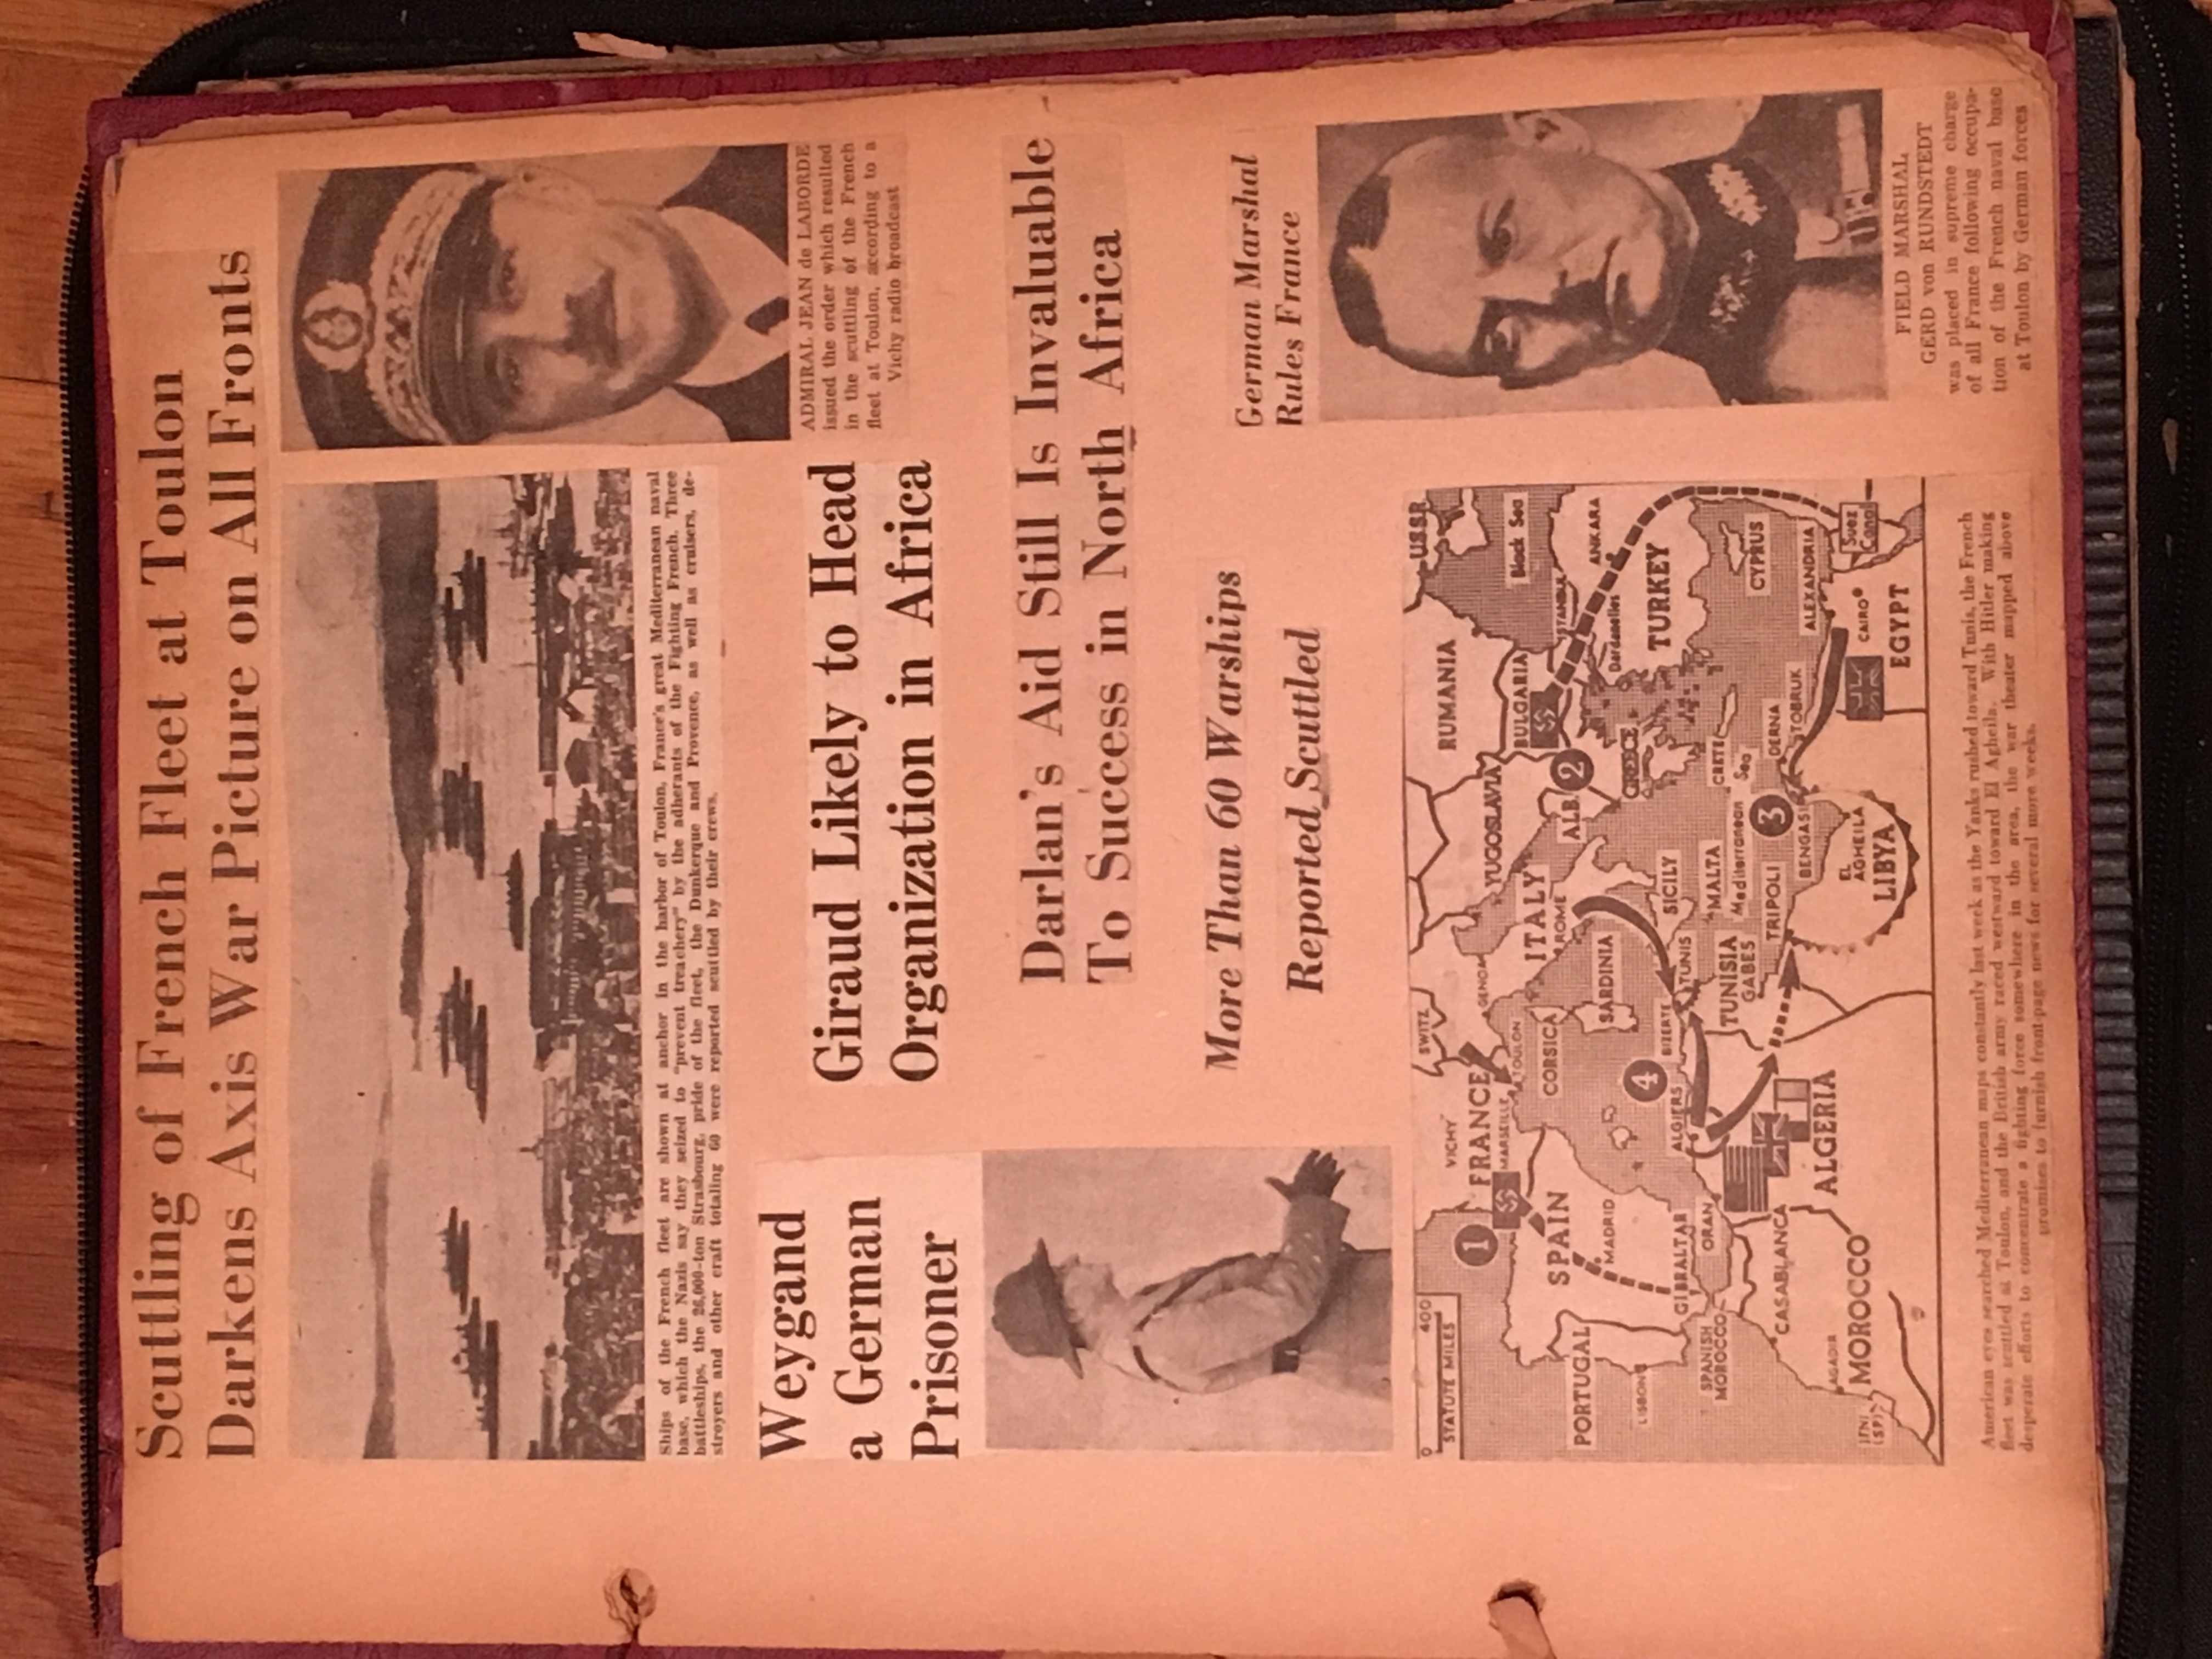 Scuttling of French Fleet at Toulon
Darkens Axis War Picture on All Fronts
Ships of the French fleet are shown at anchor in the harbor of Toulon, France's great Mediterranean naval
base, which the Nazis say they seized to "prevent treachery" by the adherants of the Fighting French. Three
battleships, the 26,000-ton Strasbourg, pride of the fleet, the Dunkerque and Provence, as well as cruisers, de-
stroyers and other craft totaling 60 were reported scuttled by their crews.
ADMIRAL JEAN de LABORDE
issued the order which resulted
in the scuttling of the French
fleet at Toulon, according to a
Vichy radio broadcast
Weygand
a German
Prisoner
Giraud Likely to Head
Organization in Africa
Darlan's Aid Still Is Invaluable
To Success in North Africa
More Than 60 Warships
Reported Scuttled
German Marshal
Rules France
0 400
STATUTE MILES
SWITZ
USSR
VICHY
RUMANIA
1
FRANCE
GENOA
MARSEILLE
YUGOSLAVIA
TOULON
BULGARIA
Black Sea
ITALY
SPAIN
CORSICA
ROME
ALB.
2
ISTANBUL
PORTUGAL
ANKARA
MADRID
SARDINIA
Dardanelles
GREECE
LISBON
4
TURKEY
GIBRALTAR
ALGIERS
BIZERTE
SICILY
TUNIS
SPANISH
MOROCCO
ORAN
MALTA
CRETE
TUNISIA
GABES
Mediterranean Sea
CYPRUS
CASABLANCA
TRIPOLI
3
DERNA
BENGASI
TOBRUK
ALEXANDRIA
ALGERIA
AGADIR
EL
AGHEILA
Suez
Canal
IFNI
(SP)
MOROCCO
CAIRO
LIBYA
EGYPT
American eyes searched Mediterranean maps constantly last week as the Yanks rushed toward Tunis, the French
fleet was scuttled at Toulon, and the British army raced westward toward El Agheila. With Hitler making
desperate efforts to concentrate a fighting force somewhere in the area, the war theater mapped above
promises to furnish front-page news for several more weeks.
FIELD MARSHAL
GERD von RUNDSTEDT
was placed in supreme charge
of all France following occupa-
tion of the French naval base
at Toulon by German forces